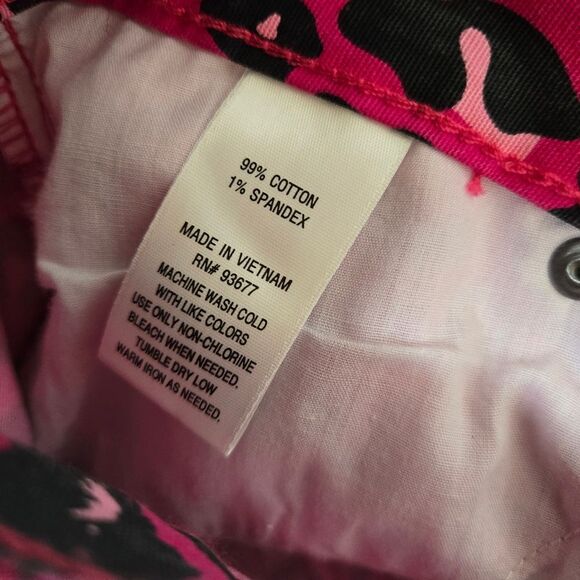 99% COTTON
1% SPANDEX
MADE IN VIETNAM
RN# 93677
MACHINE WASH COLD
WITH LIKE COLORS
USE ONLY NON-CHLORINE
BLEACH WHEN NEEDED.
TUMBLE DRY LOW
WARM IRON AS NEEDED.